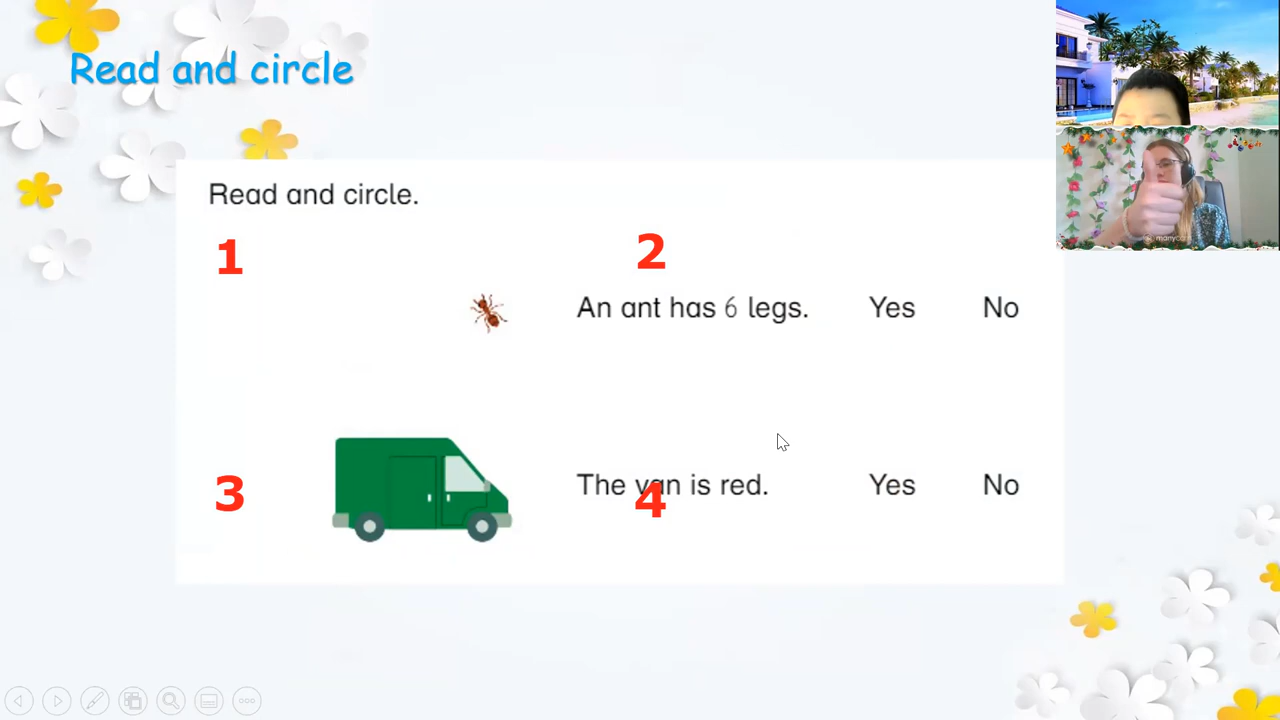 Read and circle
Read and circle.
1
2
An ant has 6 legs. Yes No
3
The van is red. Yes No
4